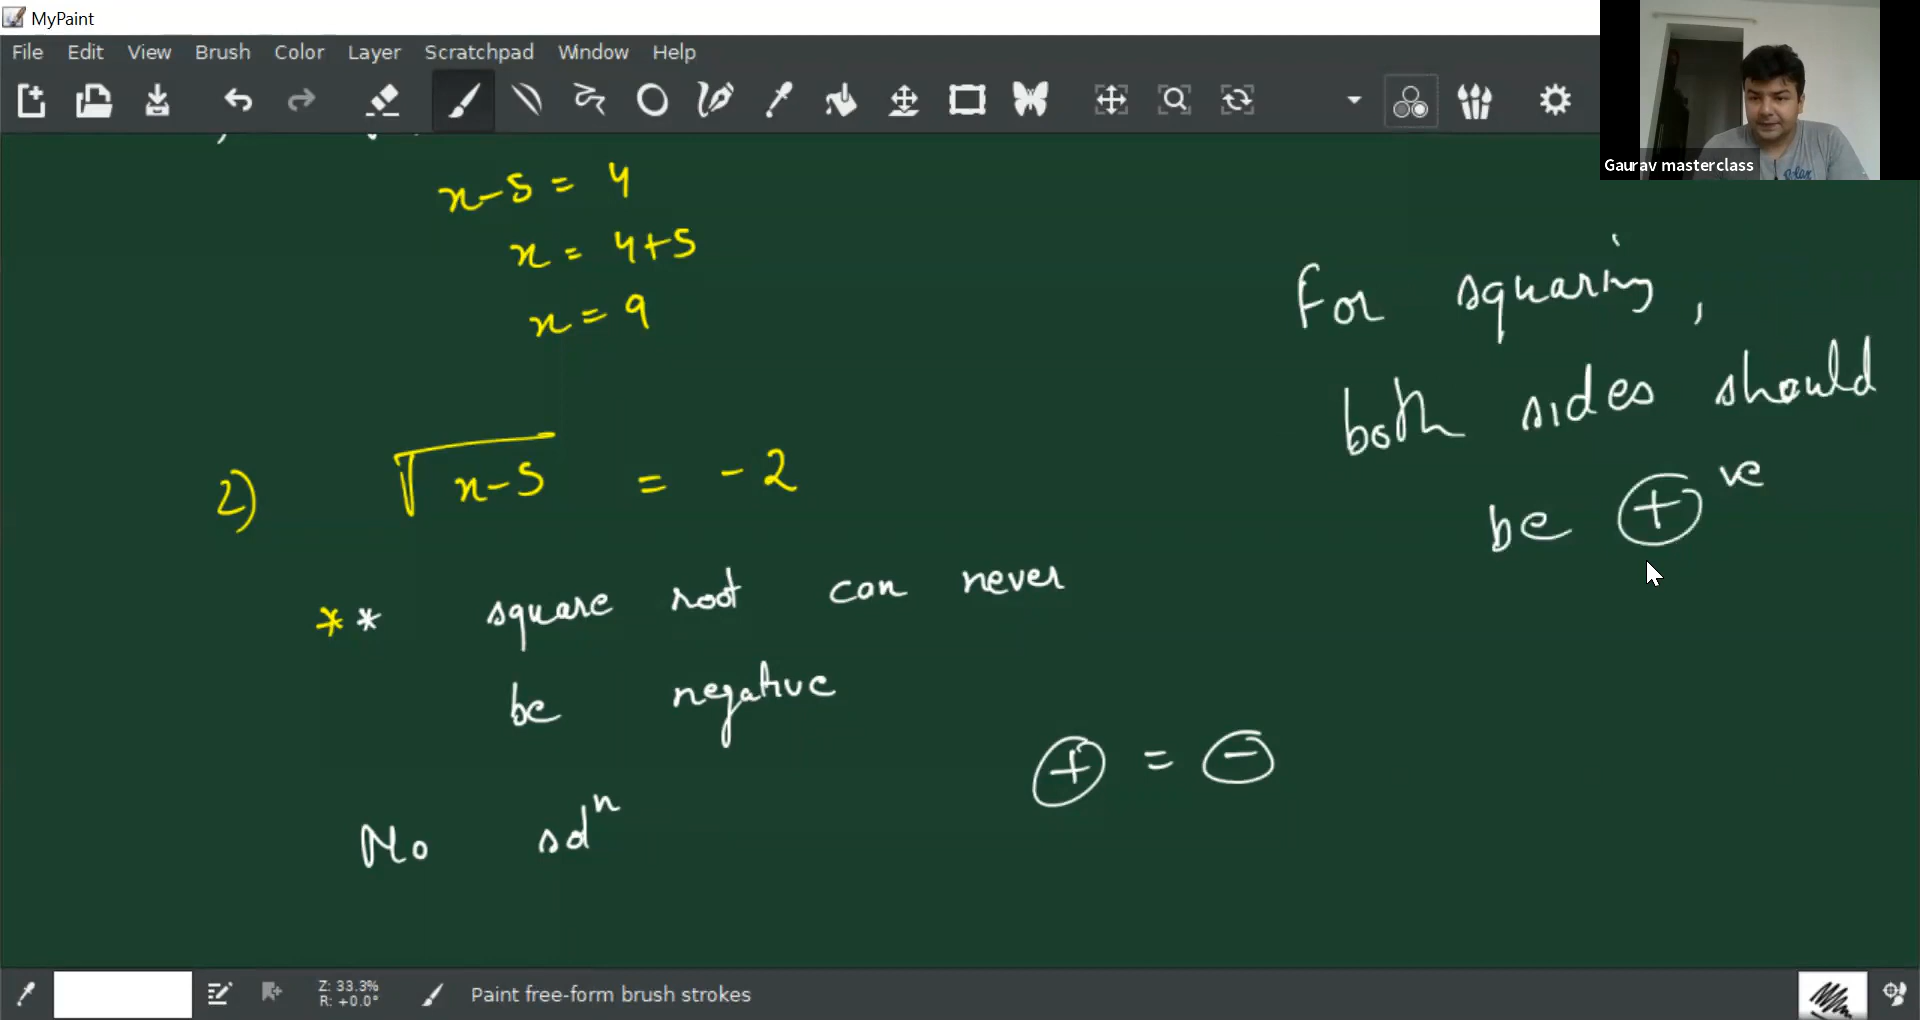 MyPaint
File Edit View Brush Color Layer Scratchpad Window Help
Gaurav masterclass
x-5 = 4
x = 4+5
x = 9
For squaring,
both sides should
be ⊕ve
2) √x-5 = -2
** square root can never
be negative
⊕ = ⊖
No solⁿ
Z: 33.3%
R: +0.0°
Paint free-form brush strokes